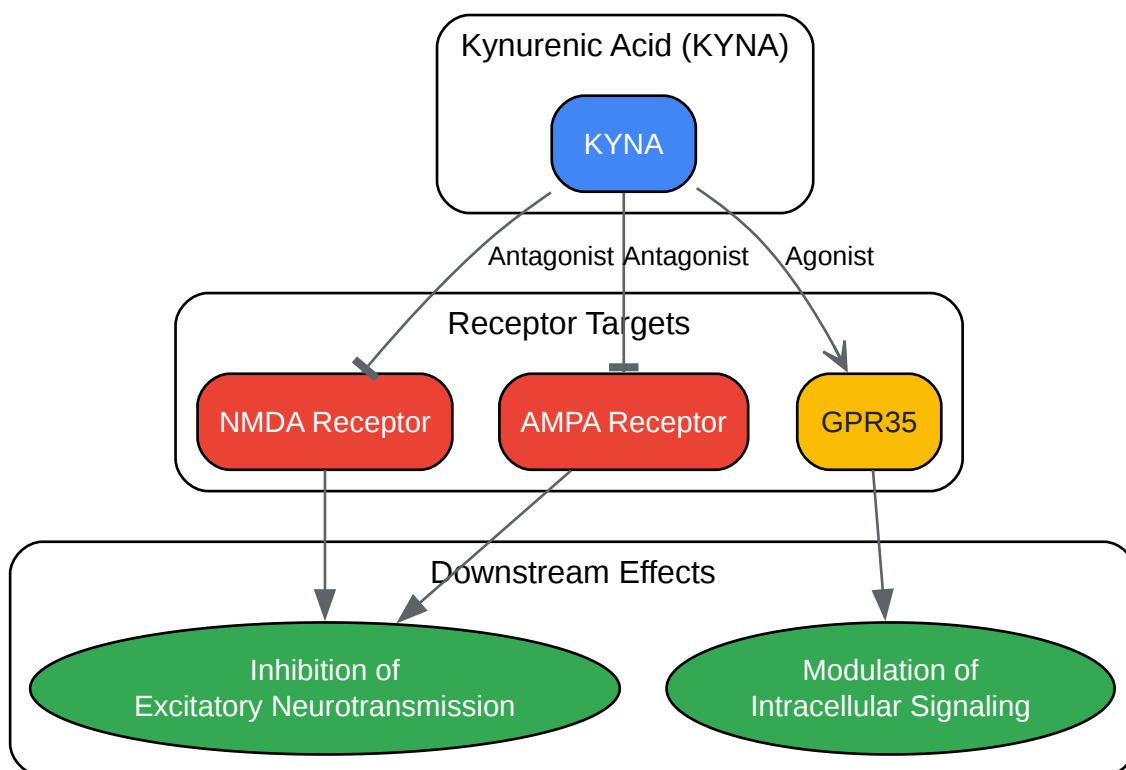 Kynurenic Acid (KYNA)
KYNA
Antagonist
Antagonist
Agonist
Receptor Targets
NMDA Receptor
AMPA Receptor
GPR35
Downstream Effects
Inhibition of
Excitatory Neurotransmission
Modulation of
Intracellular Signaling